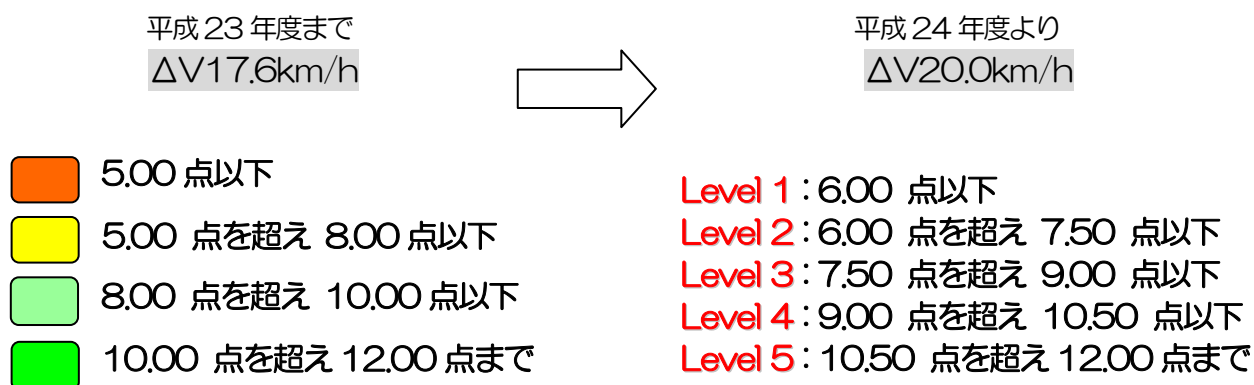 平成 23 年度まで
ΔV17.6km/h
5.00 点以下
5.00 点を超え 8.00 点以下
8.00 点を超え 10.00 点以下
10.00 点を超え 12.00 点まで
平成 24 年度より
ΔV20.0km/h
Level 1：6.00 点以下
Level 2：6.00 点を超え 7.50 点以下
Level 3：7.50 点を超え 9.00 点以下
Level 4：9.00 点を超え 10.50 点以下
Level 5：10.50 点を超え 12.00 点まで